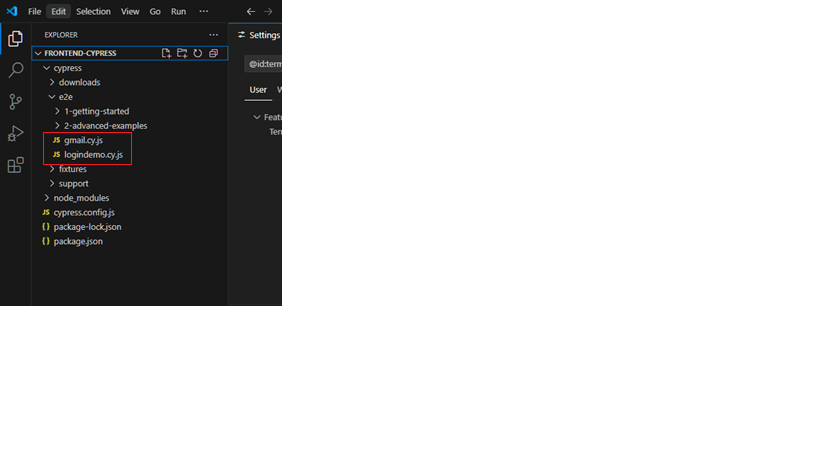 File Edit Selection View Go Run ...
EXPLORER ...
Settings
FRONTEND-CYPRESS
cypress
@id:term
downloads
e2e
User
1-getting-started
2-advanced-examples
JS gmail.cy.js
JS logindemo.cy.js
fixtures
support
node_modules
JS cypress.config.js
{} package-lock.json
{} package.json